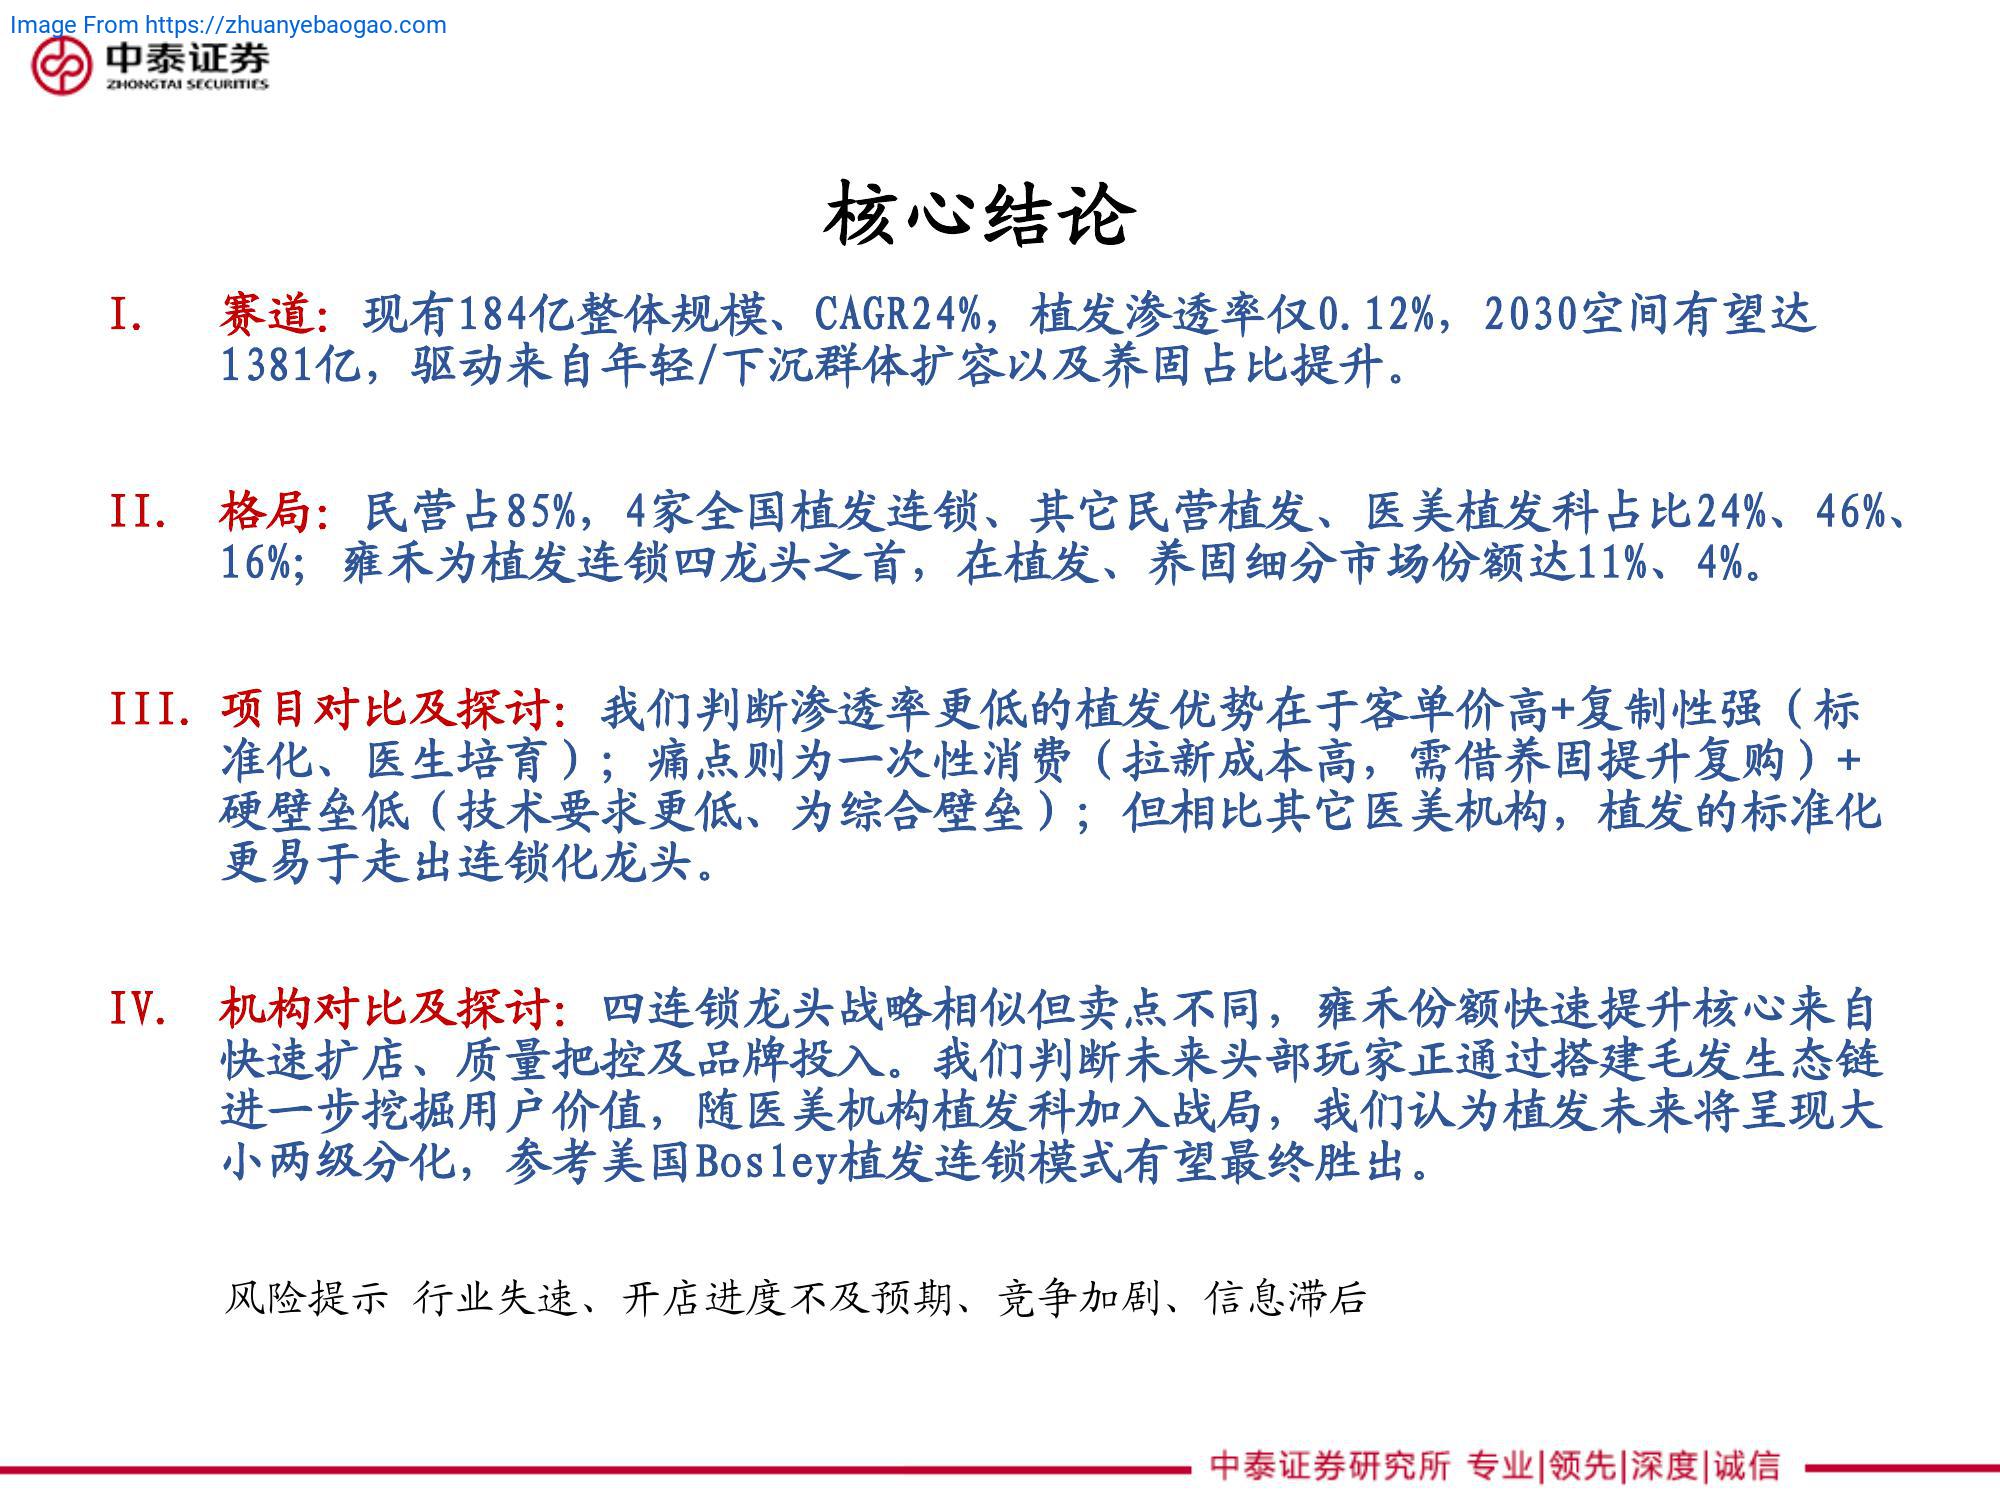 Image From https://zhuanyebaogao.com
中泰证券
ZHONGTAI SECURITIES
核心结论
I. 赛道：现有184亿整体规模、CAGR24%，植发渗透率仅0.12%，2030空间有望达
1381亿，驱动来自年轻/下沉群体扩容以及养固占比提升。
II. 格局：民营占85%，4家全国植发连锁、其它民营植发、医美植发科占比24%、46%、
16%；雍禾为植发连锁四龙头之首，在植发、养固细分市场份额达11%、4%。
III. 项目对比及探讨：我们判断渗透率更低的植发优势在于客单价高+复制性强（标
准化、医生培育）；痛点则为一次性消费（拉新成本高，需借养固提升复购）+
硬壁垒低（技术要求更低、为综合壁垒）；但相比其它医美机构，植发的标准化
更易于走出连锁化龙头。
IV. 机构对比及探讨：四连锁龙头战略相似但卖点不同，雍禾份额快速提升核心来自
快速扩店、质量把控及品牌投入。我们判断未来头部玩家正通过搭建毛发生态链
进一步挖掘用户价值，随医美机构植发科加入战局，我们认为植发未来将呈现大
小两级分化，参考美国Bosley植发连锁模式有望最终胜出。
风险提示 行业失速、开店进度不及预期、竞争加剧、信息滞后
中泰证券研究所 专业|领先|深度|诚信